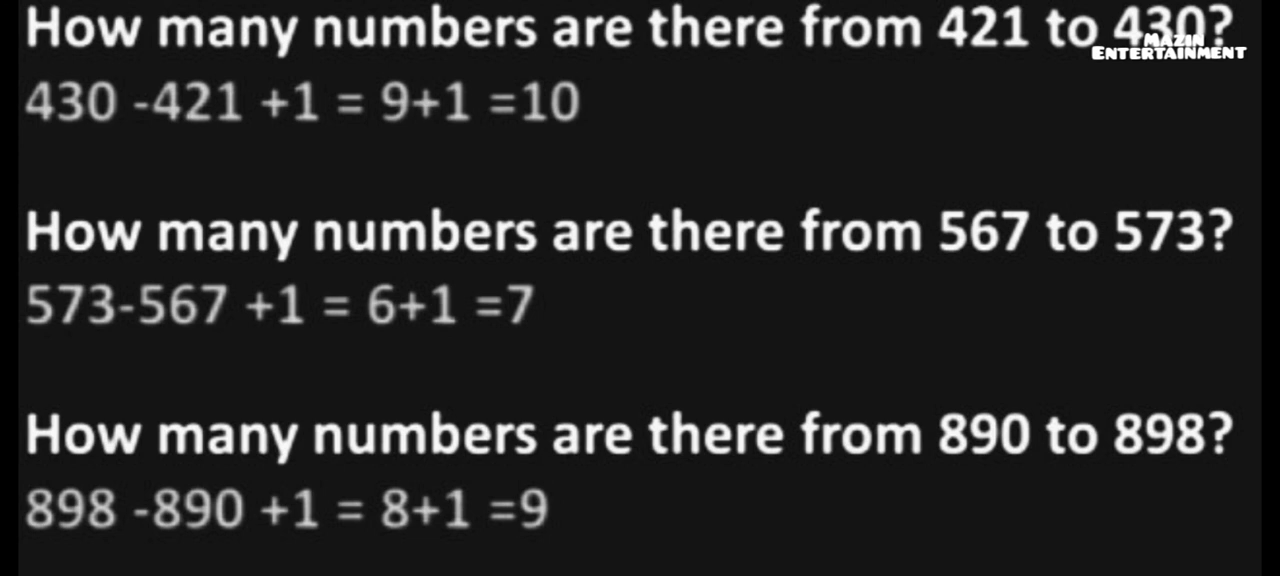 How many numbers are there from 421 to 430?
MAZIN
ENTERTAINMENT
430 -421 +1 = 9+1 =10
How many numbers are there from 567 to 573?
573-567 +1 = 6+1 =7
How many numbers are there from 890 to 898?
898 -890 +1 = 8+1 =9